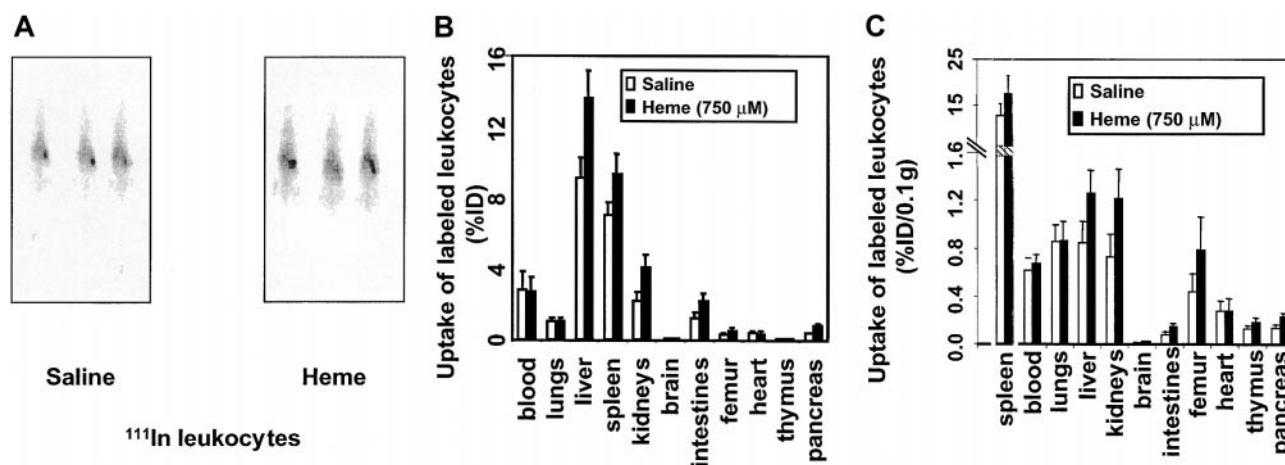 A
Saline
Heme
¹¹¹In leukocytes
B
Uptake of labeled leukocytes
(%ID)
16
12
8
4
0
Saline
Heme (750 μM)
blood
lungs
liver
spleen
kidneys
brain
intestines
femur
heart
thymus
pancreas
C
Uptake of labeled leukocytes
(%ID/0.1g)
25
15
1.6
1.2
0.8
0.4
0.0
Saline
Heme (750 μM)
spleen
blood
lungs
liver
kidneys
brain
intestines
femur
heart
thymus
pancreas